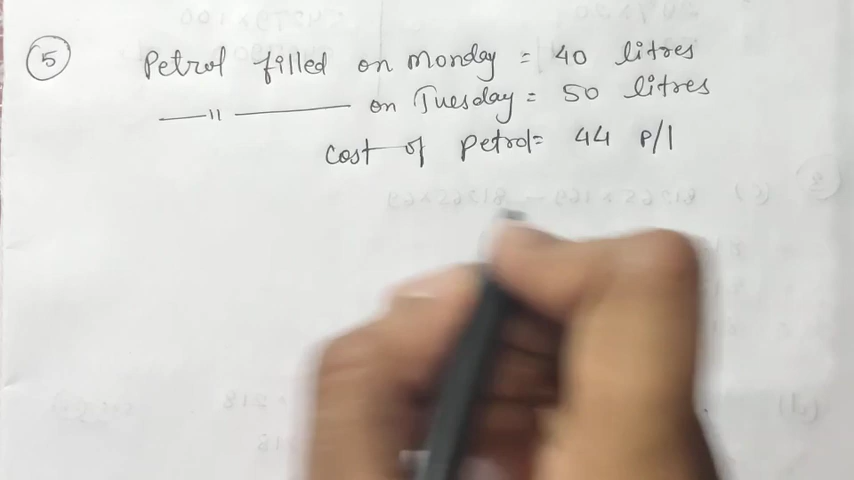 5 Petrol filled on Monday = 40 litres
—〃— on Tuesday = 50 litres
Cost of petrol = 44 P/l